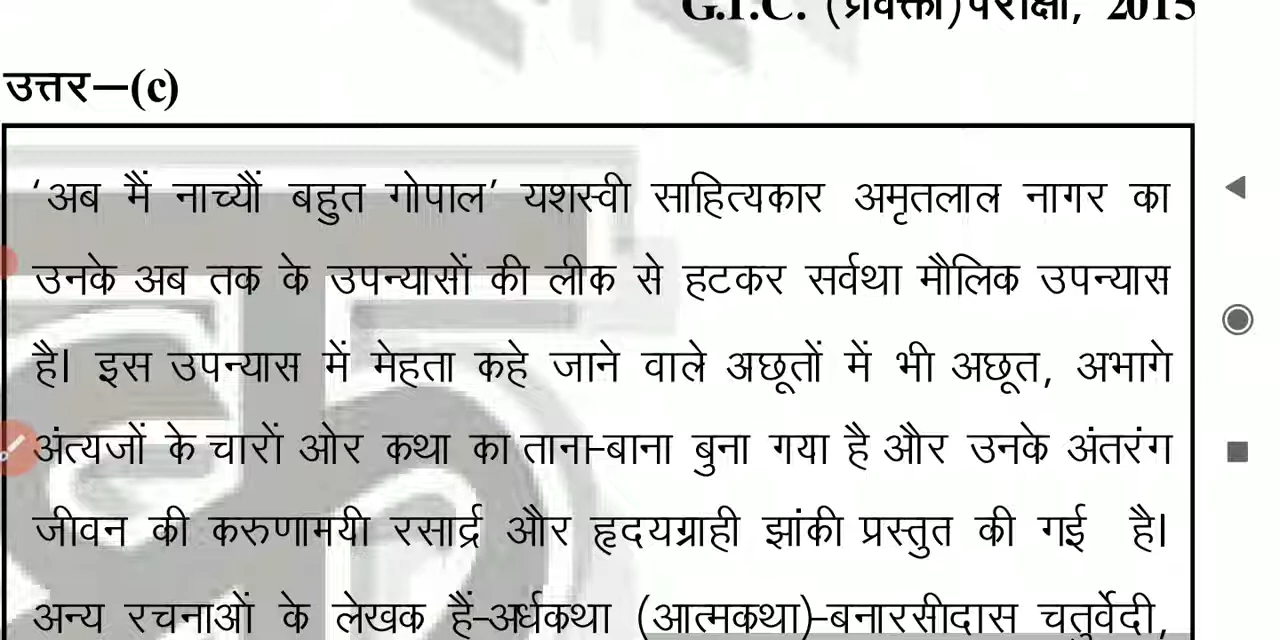 G.I.C. (प्रवक्ता) परीक्षा, 2015
उत्तर—(c)
‘अब मैं नाच्यौं बहुत गोपाल’ यशस्वी साहित्यकार अमृतलाल नागर का
उनके अब तक के उपन्यासों की लीक से हटकर सर्वथा मौलिक उपन्यास
है। इस उपन्यास में मेहता कहे जाने वाले अछूतों में भी अछूत, अभागे
अंत्यजों के चारों ओर कथा का ताना-बाना बुना गया है और उनके अंतरंग
जीवन की करुणामयी रसार्द्र और हृदयग्राही झांकी प्रस्तुत की गई है।
अन्य रचनाओं के लेखक हैं-अर्धकथा (आत्मकथा)-बनारसीदास चतुर्वेदी,